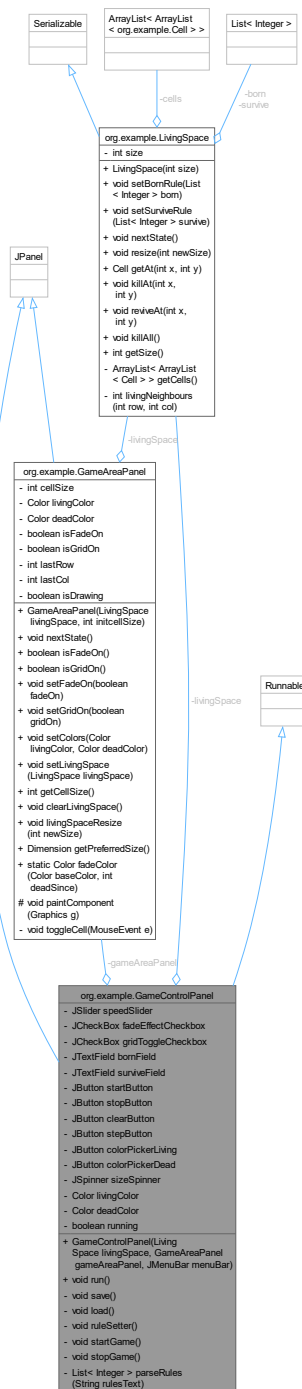 Serializable
ArrayList< ArrayList
< org.example.Cell > >
List< Integer >
-cells
-born
-survive
org.example.LivingSpace
- int size
+ LivingSpace(int size)
+ void setBornRule(List
< Integer > born)
+ void setSurviveRule
(List< Integer > survive)
+ void nextState()
+ void resize(int newSize)
+ Cell getAt(int x, int y)
+ void killAt(int x,
int y)
+ void reviveAt(int x,
int y)
+ void killAll()
+ int getSize()
- ArrayList< ArrayList
< Cell > > getCells()
- int livingNeighbours
(int row, int col)
JPanel
-livingSpace
org.example.GameAreaPanel
- int cellSize
- Color livingColor
- Color deadColor
- boolean isFadeOn
- boolean isGridOn
- int lastRow
- int lastCol
- boolean isDrawing
+ GameAreaPanel(LivingSpace
livingSpace, int initcellSize)
+ void nextState()
+ boolean isFadeOn()
+ boolean isGridOn()
+ void setFadeOn(boolean
fadeOn)
+ void setGridOn(boolean
gridOn)
+ void setColors(Color
livingColor, Color deadColor)
+ void setLivingSpace
(LivingSpace livingSpace)
+ int getCellSize()
+ void clearLivingSpace()
+ void livingSpaceResize
(int newSize)
+ Dimension getPreferredSize()
+ static Color fadeColor
(Color baseColor, int
deadSince)
# void paintComponent
(Graphics g)
- void toggleCell(MouseEvent e)
-livingSpace
Runnable
-gameAreaPanel
org.example.GameControlPanel
- JSlider speedSlider
- JCheckBox fadeEffectCheckbox
- JCheckBox gridToggleCheckbox
- JTextField bornField
- JTextField surviveField
- JButton startButton
- JButton stopButton
- JButton clearButton
- JButton stepButton
- JButton colorPickerLiving
- JButton colorPickerDead
- JSpinner sizeSpinner
- Color livingColor
- Color deadColor
- boolean running
+ GameControlPanel(Living
Space livingSpace, GameAreaPanel
gameAreaPanel, JMenuBar menuBar)
+ void run()
- void save()
- void load()
- void ruleSetter()
- void startGame()
- void stopGame()
- List< Integer > parseRules
(String rulesText)